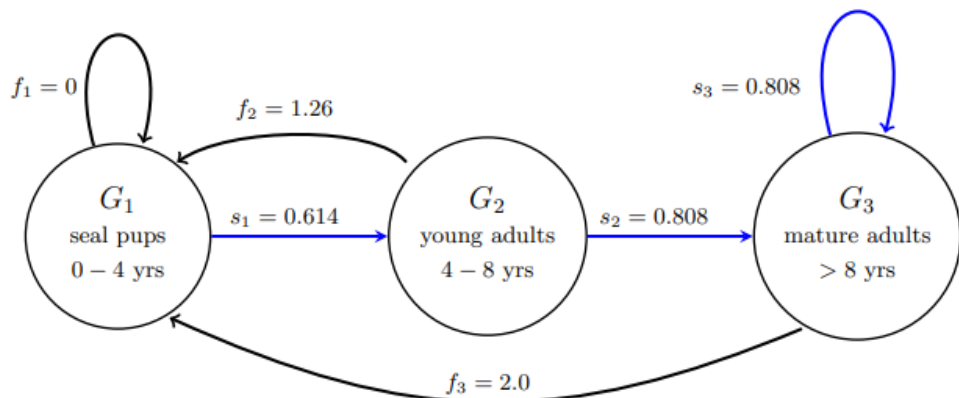 f₁ = 0
f₂ = 1.26
s₃ = 0.808
G₁
seal pups
0 − 4 yrs
s₁ = 0.614
G₂
young adults
4 − 8 yrs
s₂ = 0.808
G₃
mature adults
> 8 yrs
f₃ = 2.0